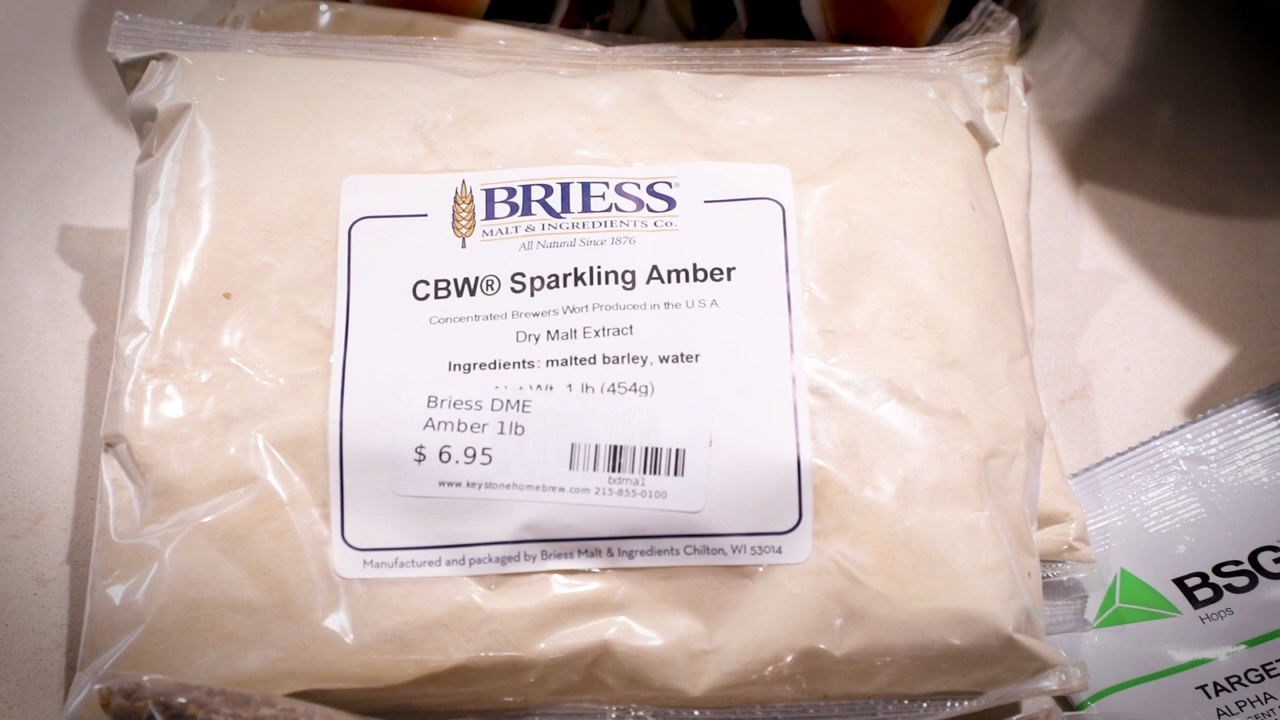 BRIESS®
MALT & INGREDIENTS Co.
All Natural Since 1876
CBW® Sparkling Amber
Concentrated Brewers Wort Produced in the U.S.A.
Dry Malt Extract
Ingredients: malted barley, water
Net Wt. 1 lb (454g)
Briess DME
Amber 1lb
$ 6.95
bdma1
www.keystonehomebrew.com 215-855-0100
Manufactured and packaged by Briess Malt & Ingredients Chilton, WI 53014
BSG
Hops
TARGET
ALPHA